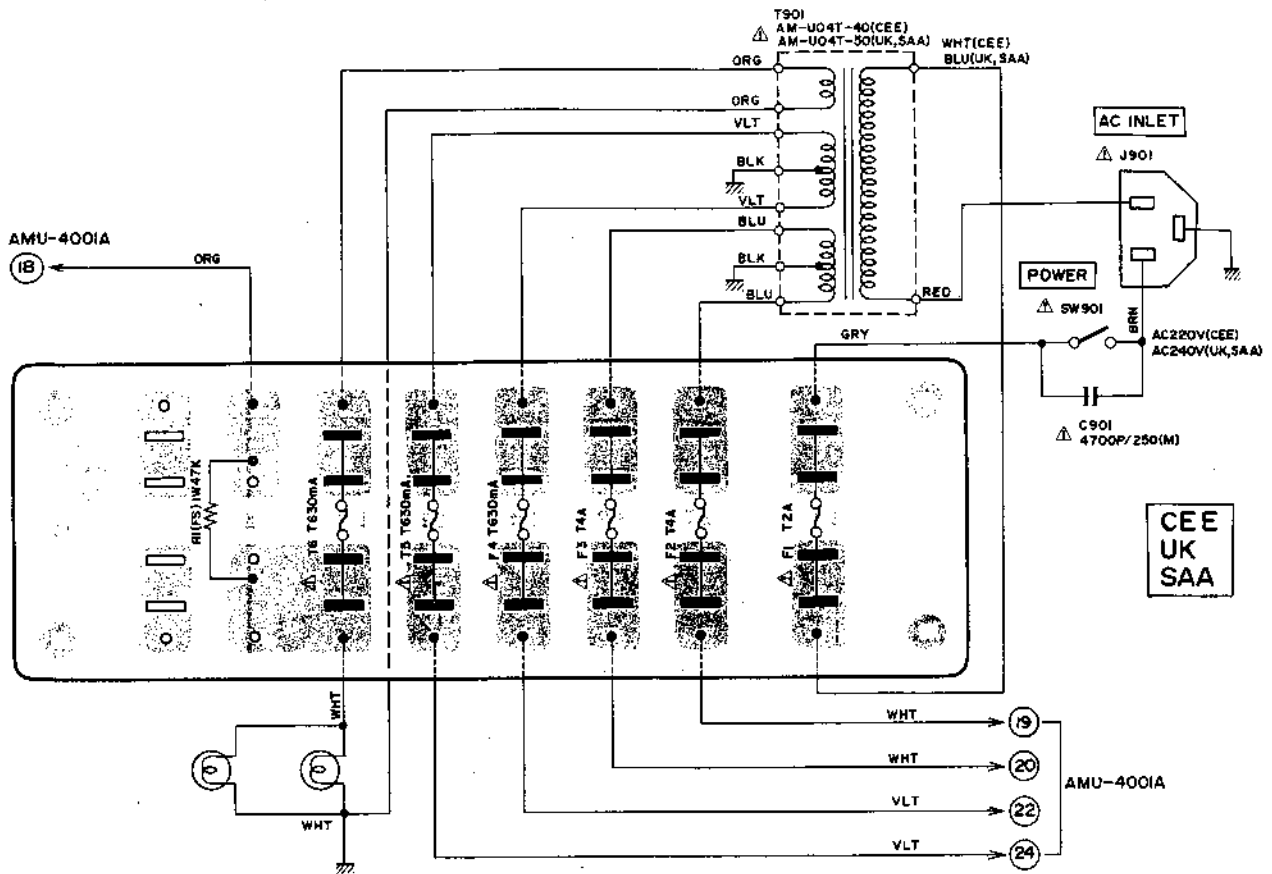 T901
AM-U04T-40(CEE)
AM-U04T-50(UK,SAA)
WHT(CEE)
BLU(UK,SAA)
ORG
ORG
VLT
BLK
VLT
BLU
BLK
BLU
RED
AC INLET
J901
POWER
SW901
BRN
AC220V(CEE)
AC240V(UK,SAA)
C901
4700P/250(M)
GRY
AMU-4001A
18
ORG
R11(FS) 1W47K
T6 T630mA
T5 T630mA
F4 T630mA
F3 T4A
F2 T4A
F1 T2A
CEE
UK
SAA
WHT
WHT
WHT
19
WHT
20
VLT
22
VLT
24
AMU-4001A